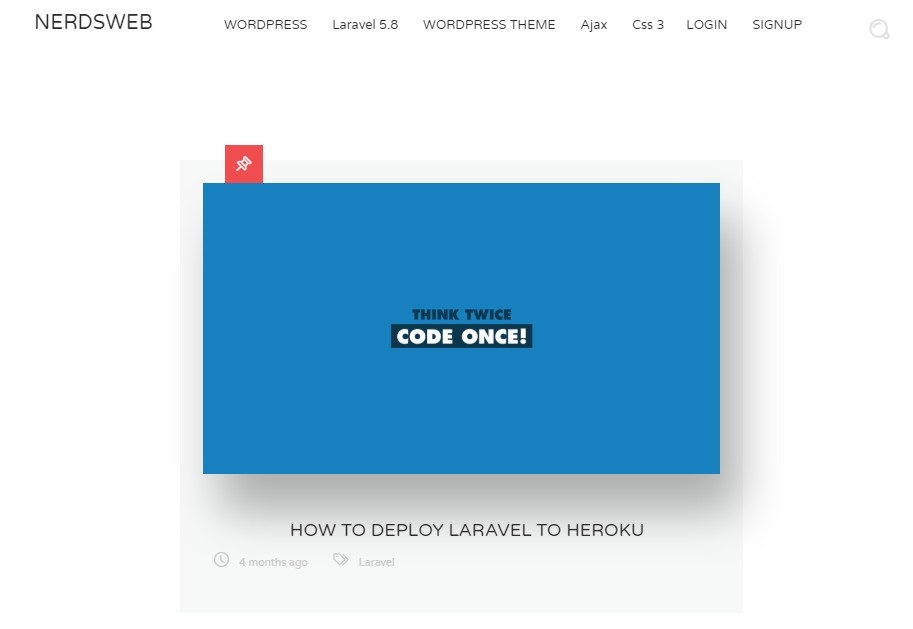 NERDSWEB WORDPRESS Laravel 5.8 WORDPRESS THEME Ajax Css 3 LOGIN SIGNUP
THINK TWICE
CODE ONCE!
HOW TO DEPLOY LARAVEL TO HEROKU
4 months ago Laravel